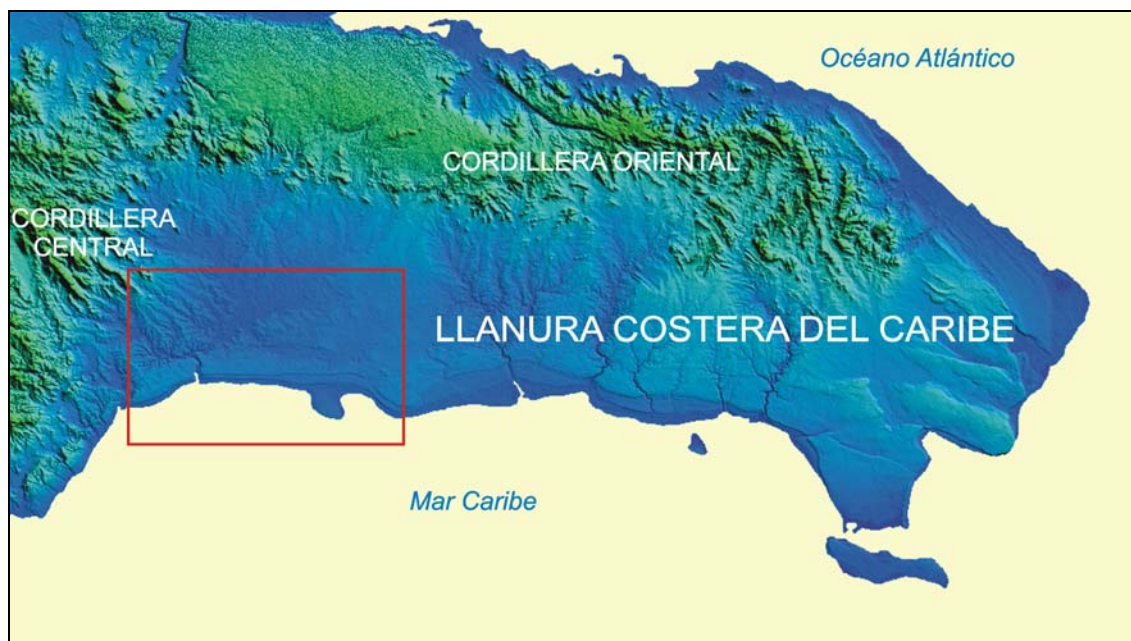 Océano Atlántico
CORDILLERA ORIENTAL
CORDILLERA
CENTRAL
LLANURA COSTERA DEL CARIBE
Mar Caribe